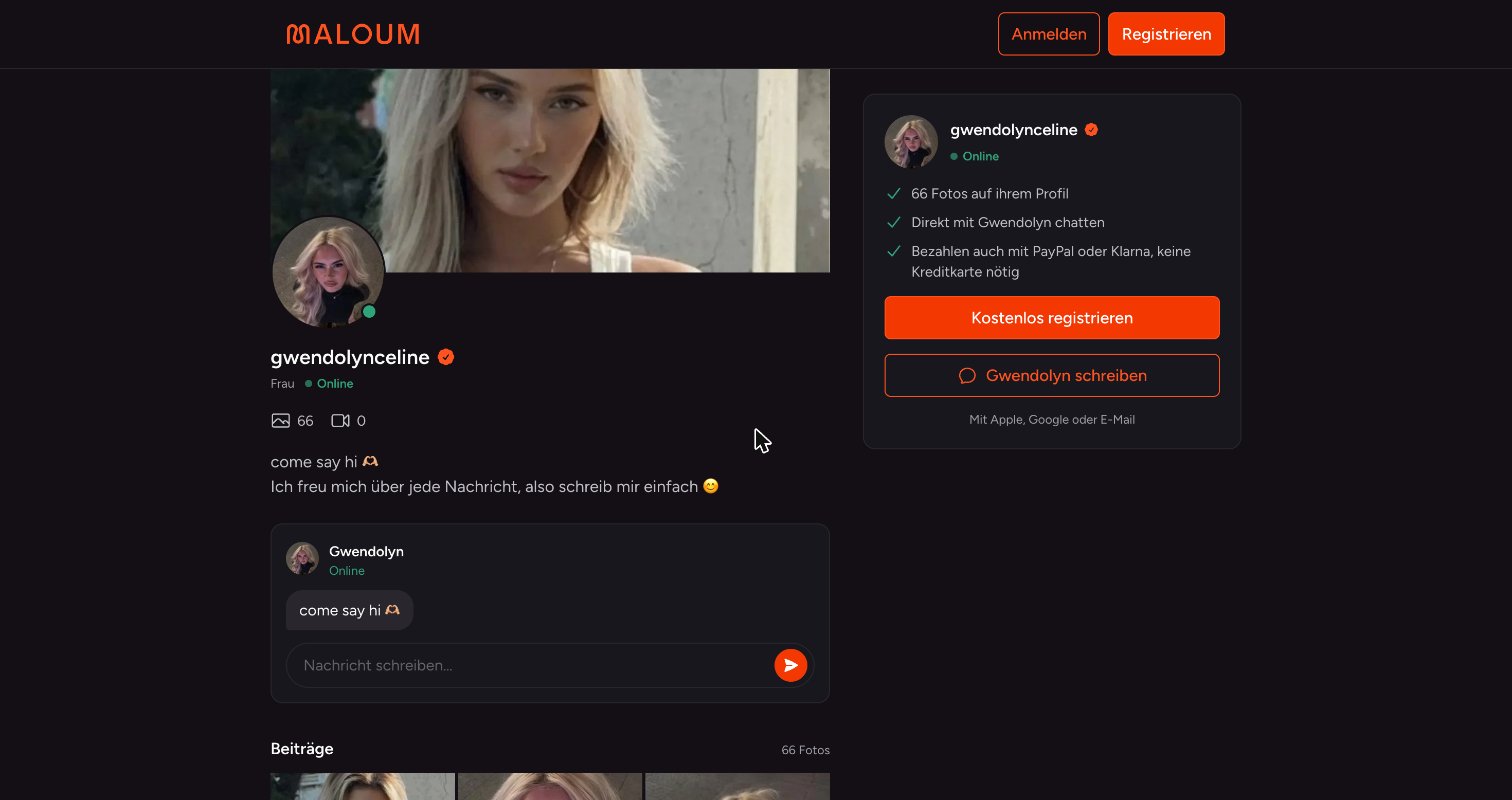 MALOUM
Anmelden
Registrieren
gwendolynceline
Frau
Online
66
0
come say hi 🫶🏼
Ich freu mich über jede Nachricht, also schreib mir einfach 😊
Gwendolyn
Online
come say hi 🫶🏼
Nachricht schreiben...
Beiträge
66 Fotos
gwendolynceline
Online
66 Fotos auf ihrem Profil
Direkt mit Gwendolyn chatten
Bezahlen auch mit PayPal oder Klarna, keine
Kreditkarte nötig
Kostenlos registrieren
Gwendolyn schreiben
Mit Apple, Google oder E-Mail